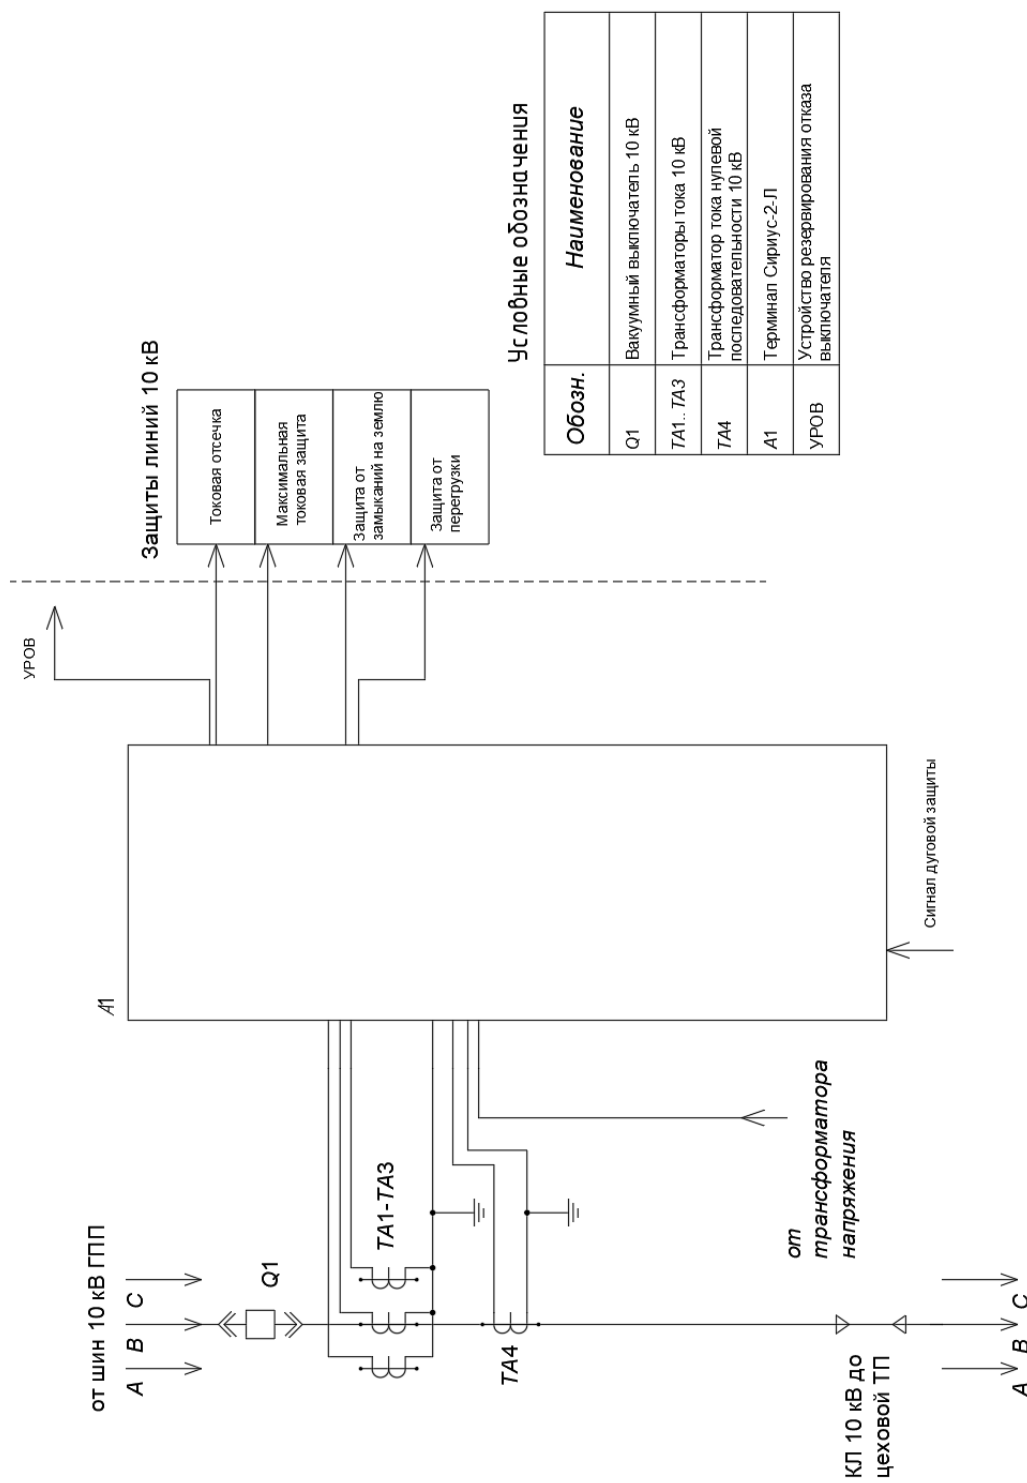 от шин 10 кВ ГПП
A
B
C
Q1
TA1-TA3
TA4
от
трансформатора
напряжения
КЛ 10 кВ до
цеховой ТП
A
B
C
A1
Сигнал дуговой защиты
УРОВ
Защиты линий 10 кВ
Токовая отсечка
Максимальная
токовая защита
Защита от
замыканий на землю
Защита от
перегрузки
Условные обозначения
Обозн.
Наименование
Q1
Вакуумный выключатель 10 кВ
TA1.. TA3
Трансформаторы тока 10 кВ
TA4
Трансформатор тока нулевой
последовательности 10 кВ
A1
Терминал Сириус-2-Л
УРОВ
Устройство резервирования отказа
выключателя